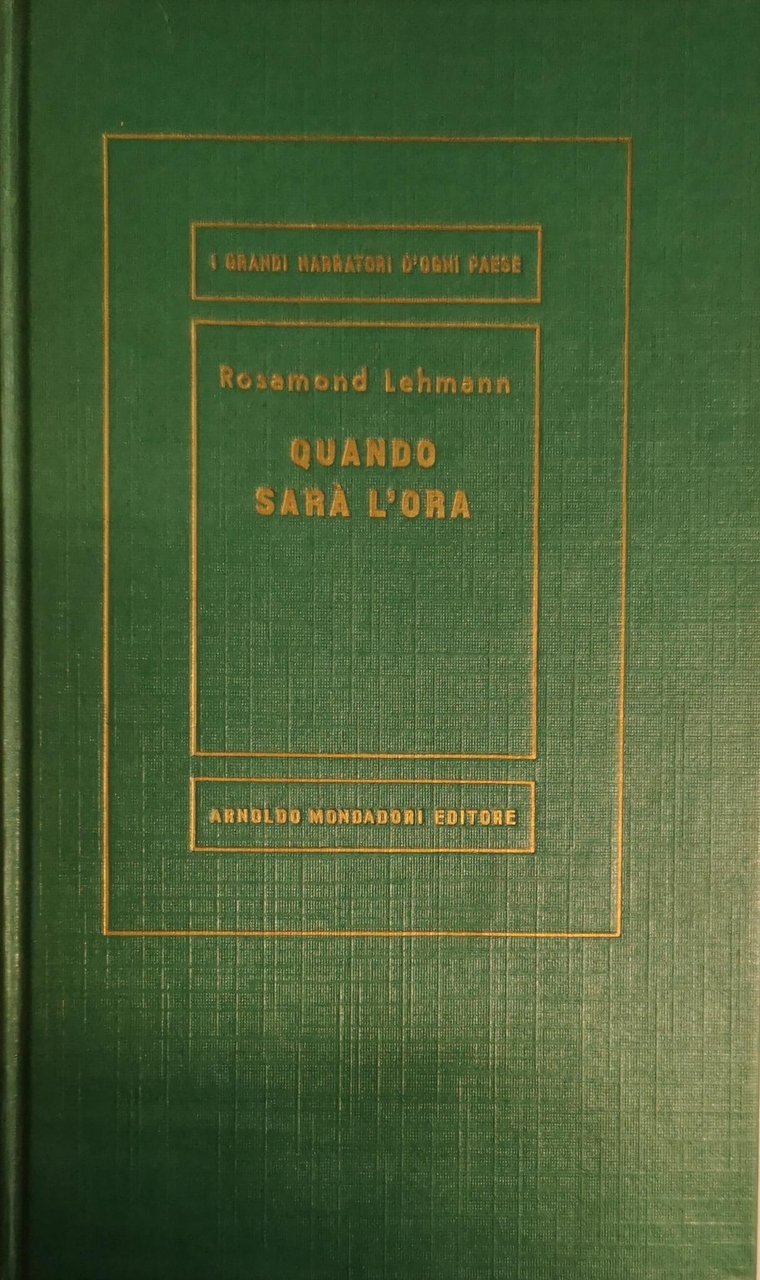 I GRANDI NARRATORI D'OGNI PAESE
Rosamond Lehmann
QUANDO
SARÀ L'ORA
ARNOLDO MONDADORI EDITORE